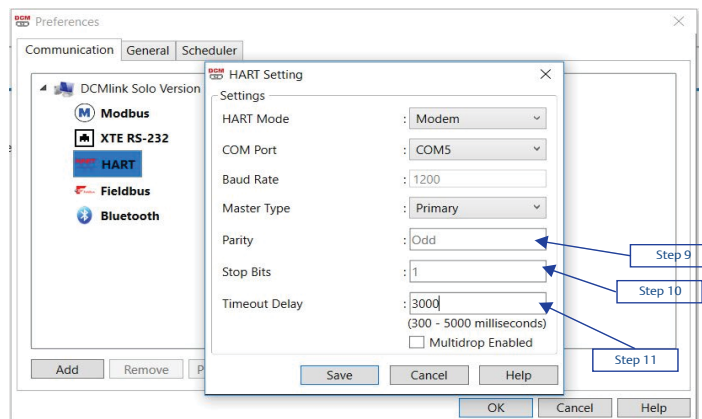 DCM Preferences
Communication General Scheduler
DCMlink Solo Version
M Modbus
XTE RS-232
HART
Fieldbus
Bluetooth
Add Remove P
DCM HART Setting
Settings
HART Mode : Modem
COM Port : COM5
Baud Rate : 1200
Master Type : Primary
Parity : Odd
Stop Bits : 1
Timeout Delay : 3000
(300 - 5000 milliseconds)
Multidrop Enabled
Save Cancel Help
Step 9
Step 10
Step 11
OK Cancel Help